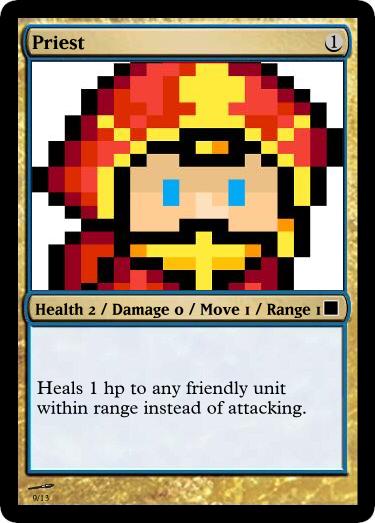 Priest 1
Health 2 / Damage 0 / Move 1 / Range 1
Heals 1 hp to any friendly unit
within range instead of attacking.
9/13